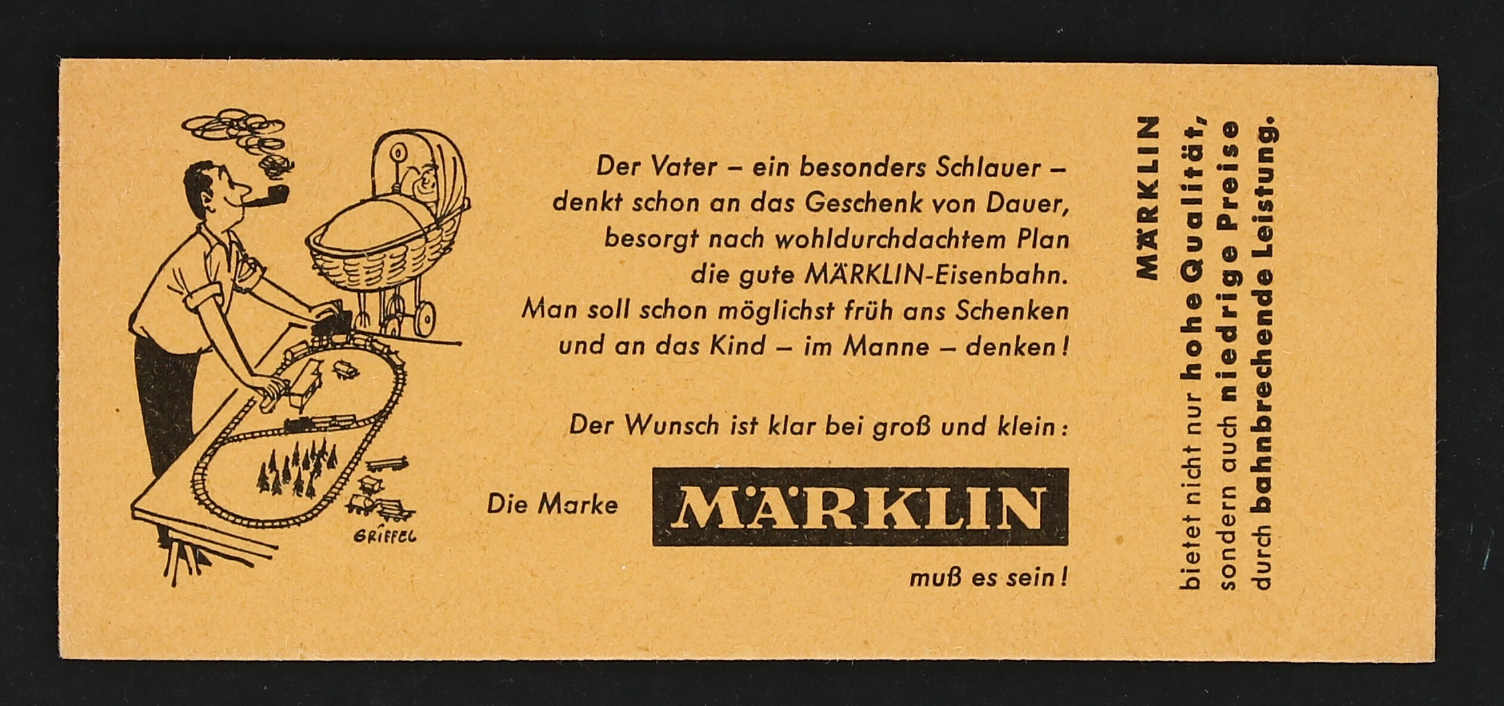 Der Vater – ein besonders Schlauer –
denkt schon an das Geschenk von Dauer,
besorgt nach wohldurchdachtem Plan
die gute MÄRKLIN-Eisenbahn.
Man soll schon möglichst früh ans Schenken
und an das Kind – im Manne – denken!
Der Wunsch ist klar bei groß und klein:
Die Marke MÄRKLIN
muß es sein!
GRIFFEL
MÄRKLIN
bietet nicht nur hohe Qualität,
sondern auch niedrige Preise
durch bahnbrechende Leistung.